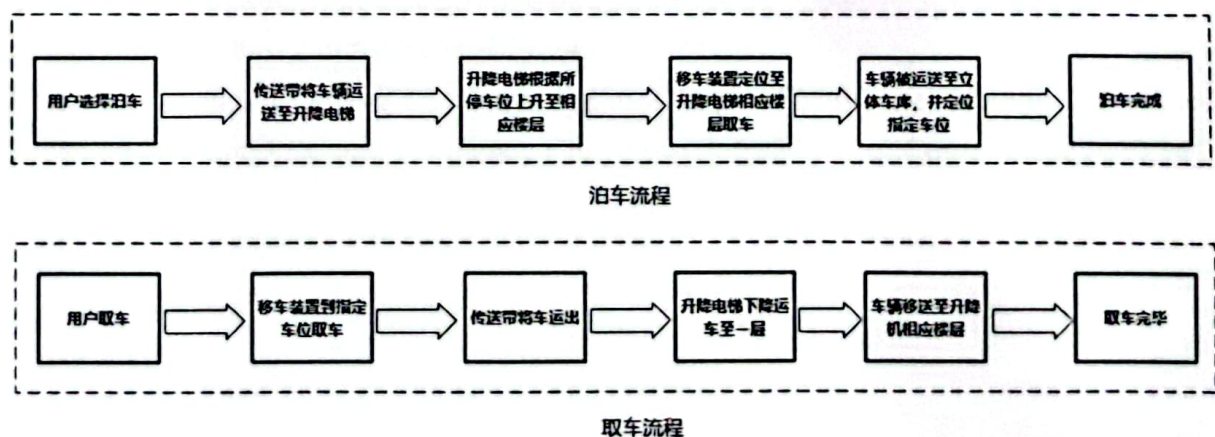 用户选择泊车
传送带将车辆运
送至升降电梯
升降电梯根据所
停车位上升至相
应楼层
移车装置定位至
升降电梯相应楼
层取车
车辆被运送至立
体车库，并定位
指定车位
泊车完成
泊车流程
用户取车
移车装置到指定
车位取车
传送带将车运出
升降电梯下降运
车至一层
车辆移送至升降
机相应楼层
取车完毕
取车流程